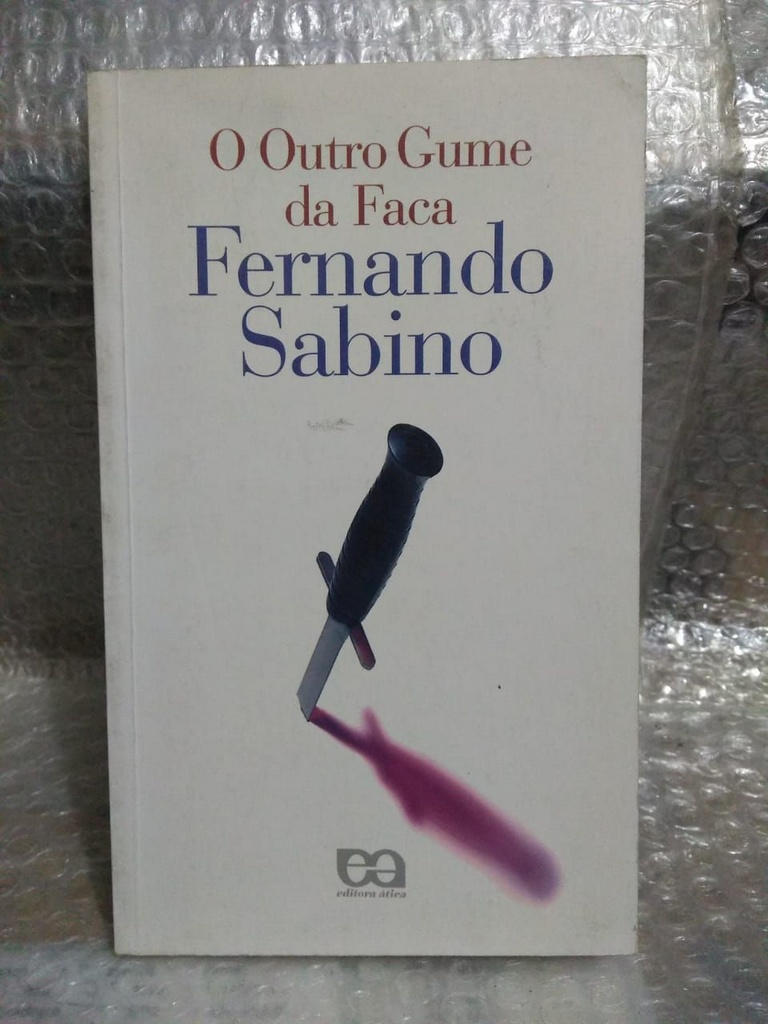 O Outro Gume
da Faca
Fernando
Sabino
editora ática